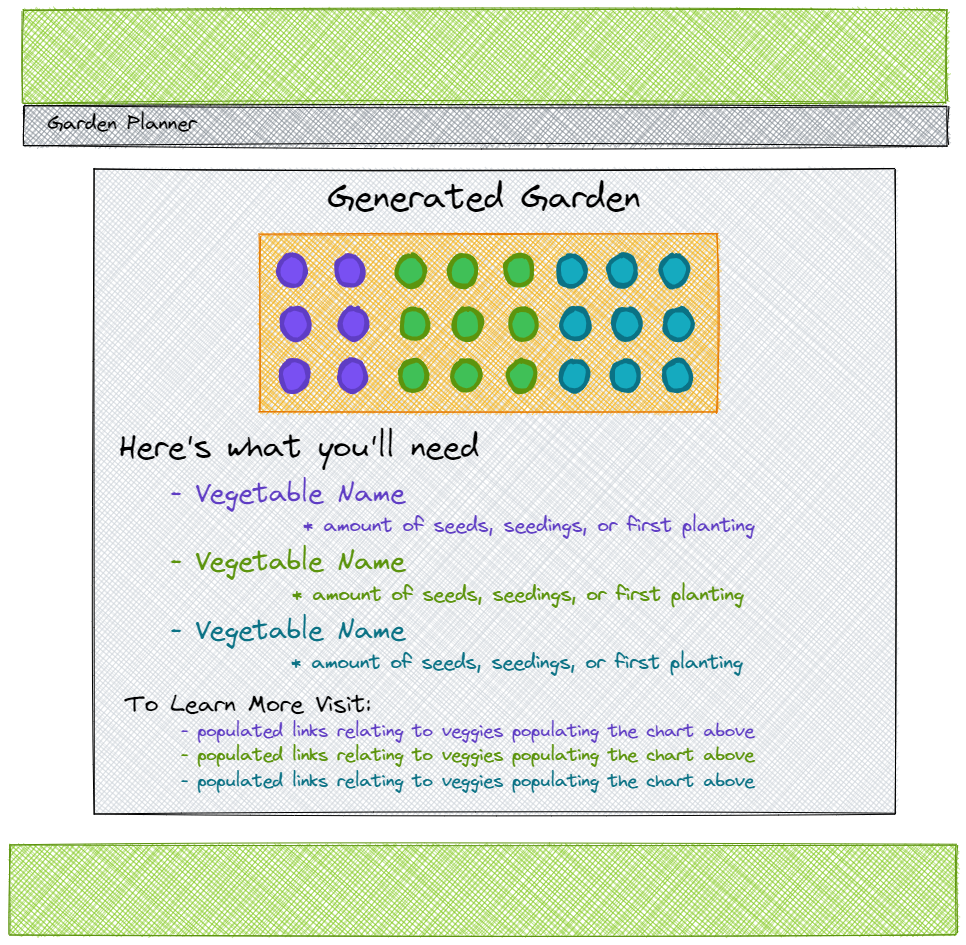 Garden Planner
Generated Garden
Here's what you'll need
- Vegetable Name
* amount of seeds, seedings, or first planting
- Vegetable Name
* amount of seeds, seedings, or first planting
- Vegetable Name
* amount of seeds, seedings, or first planting
To Learn More Visit:
- populated links relating to veggies populating the chart above
- populated links relating to veggies populating the chart above
- populated links relating to veggies populating the chart above